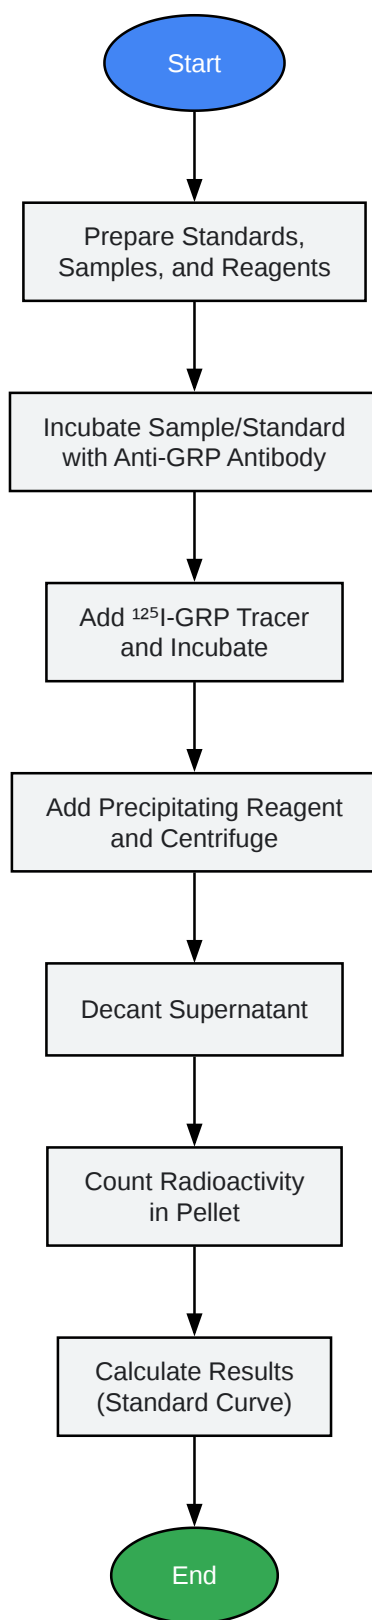 Start
Prepare Standards,
Samples, and Reagents
Incubate Sample/Standard
with Anti-GRP Antibody
Add ¹²⁵I-GRP Tracer
and Incubate
Add Precipitating Reagent
and Centrifuge
Decant Supernatant
Count Radioactivity
in Pellet
Calculate Results
(Standard Curve)
End